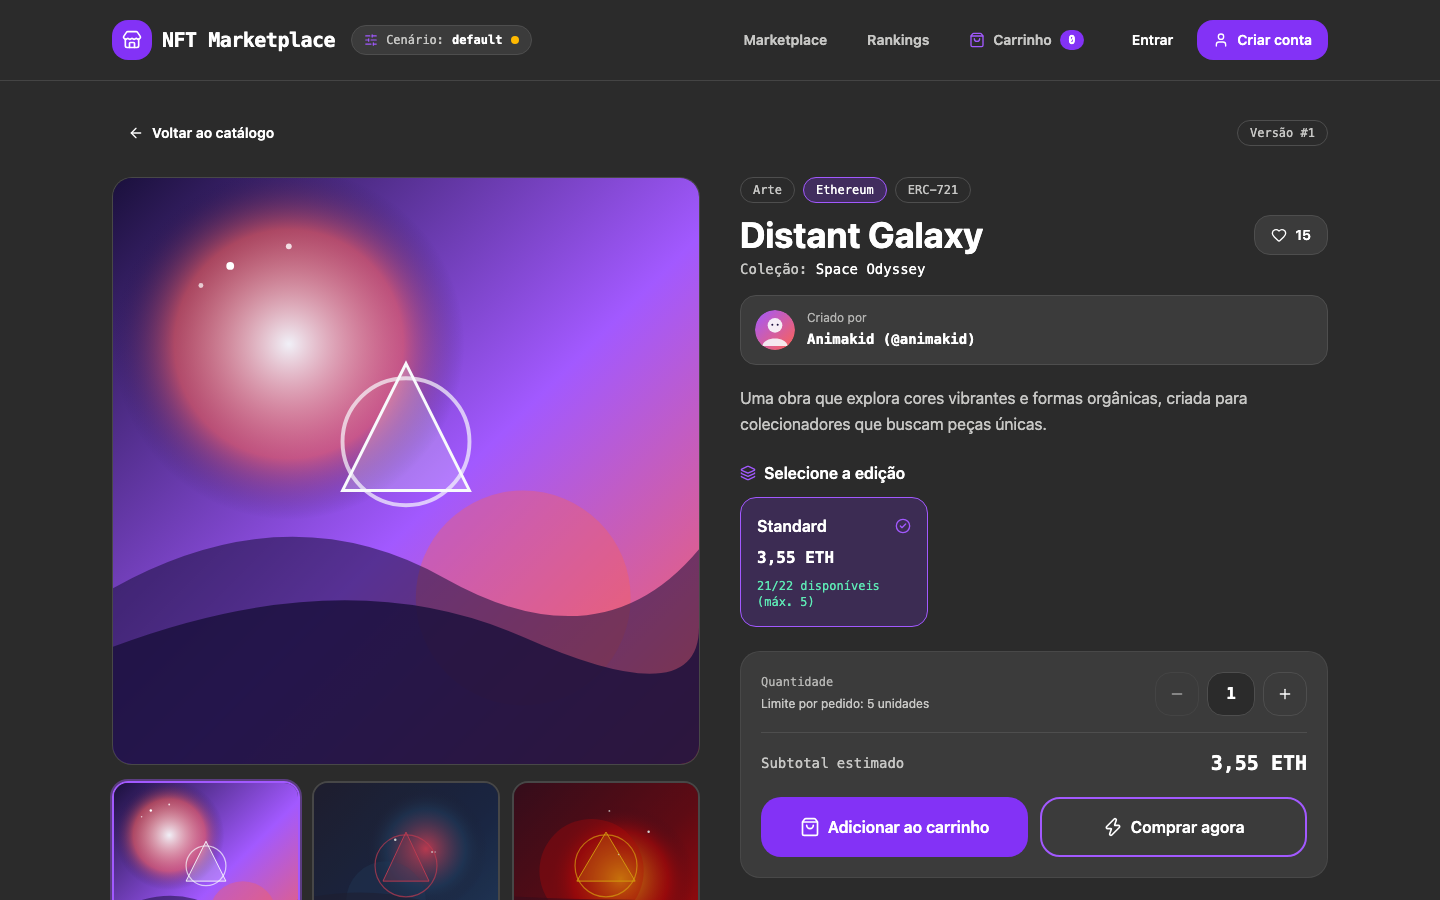 NFT Marketplace
Cenário: default
Marketplace
Rankings
Carrinho 0
Entrar
Criar conta
Voltar ao catálogo
Versão #1
Arte
Ethereum
ERC-721
Distant Galaxy
15
Coleção: Space Odyssey
Criado por
Animakid (@animakid)
Uma obra que explora cores vibrantes e formas orgânicas, criada para
colecionadores que buscam peças únicas.
Selecione a edição
Standard
3,55 ETH
21/22 disponíveis
(máx. 5)
Quantidade
Limite por pedido: 5 unidades
1
Subtotal estimado
3,55 ETH
Adicionar ao carrinho
Comprar agora